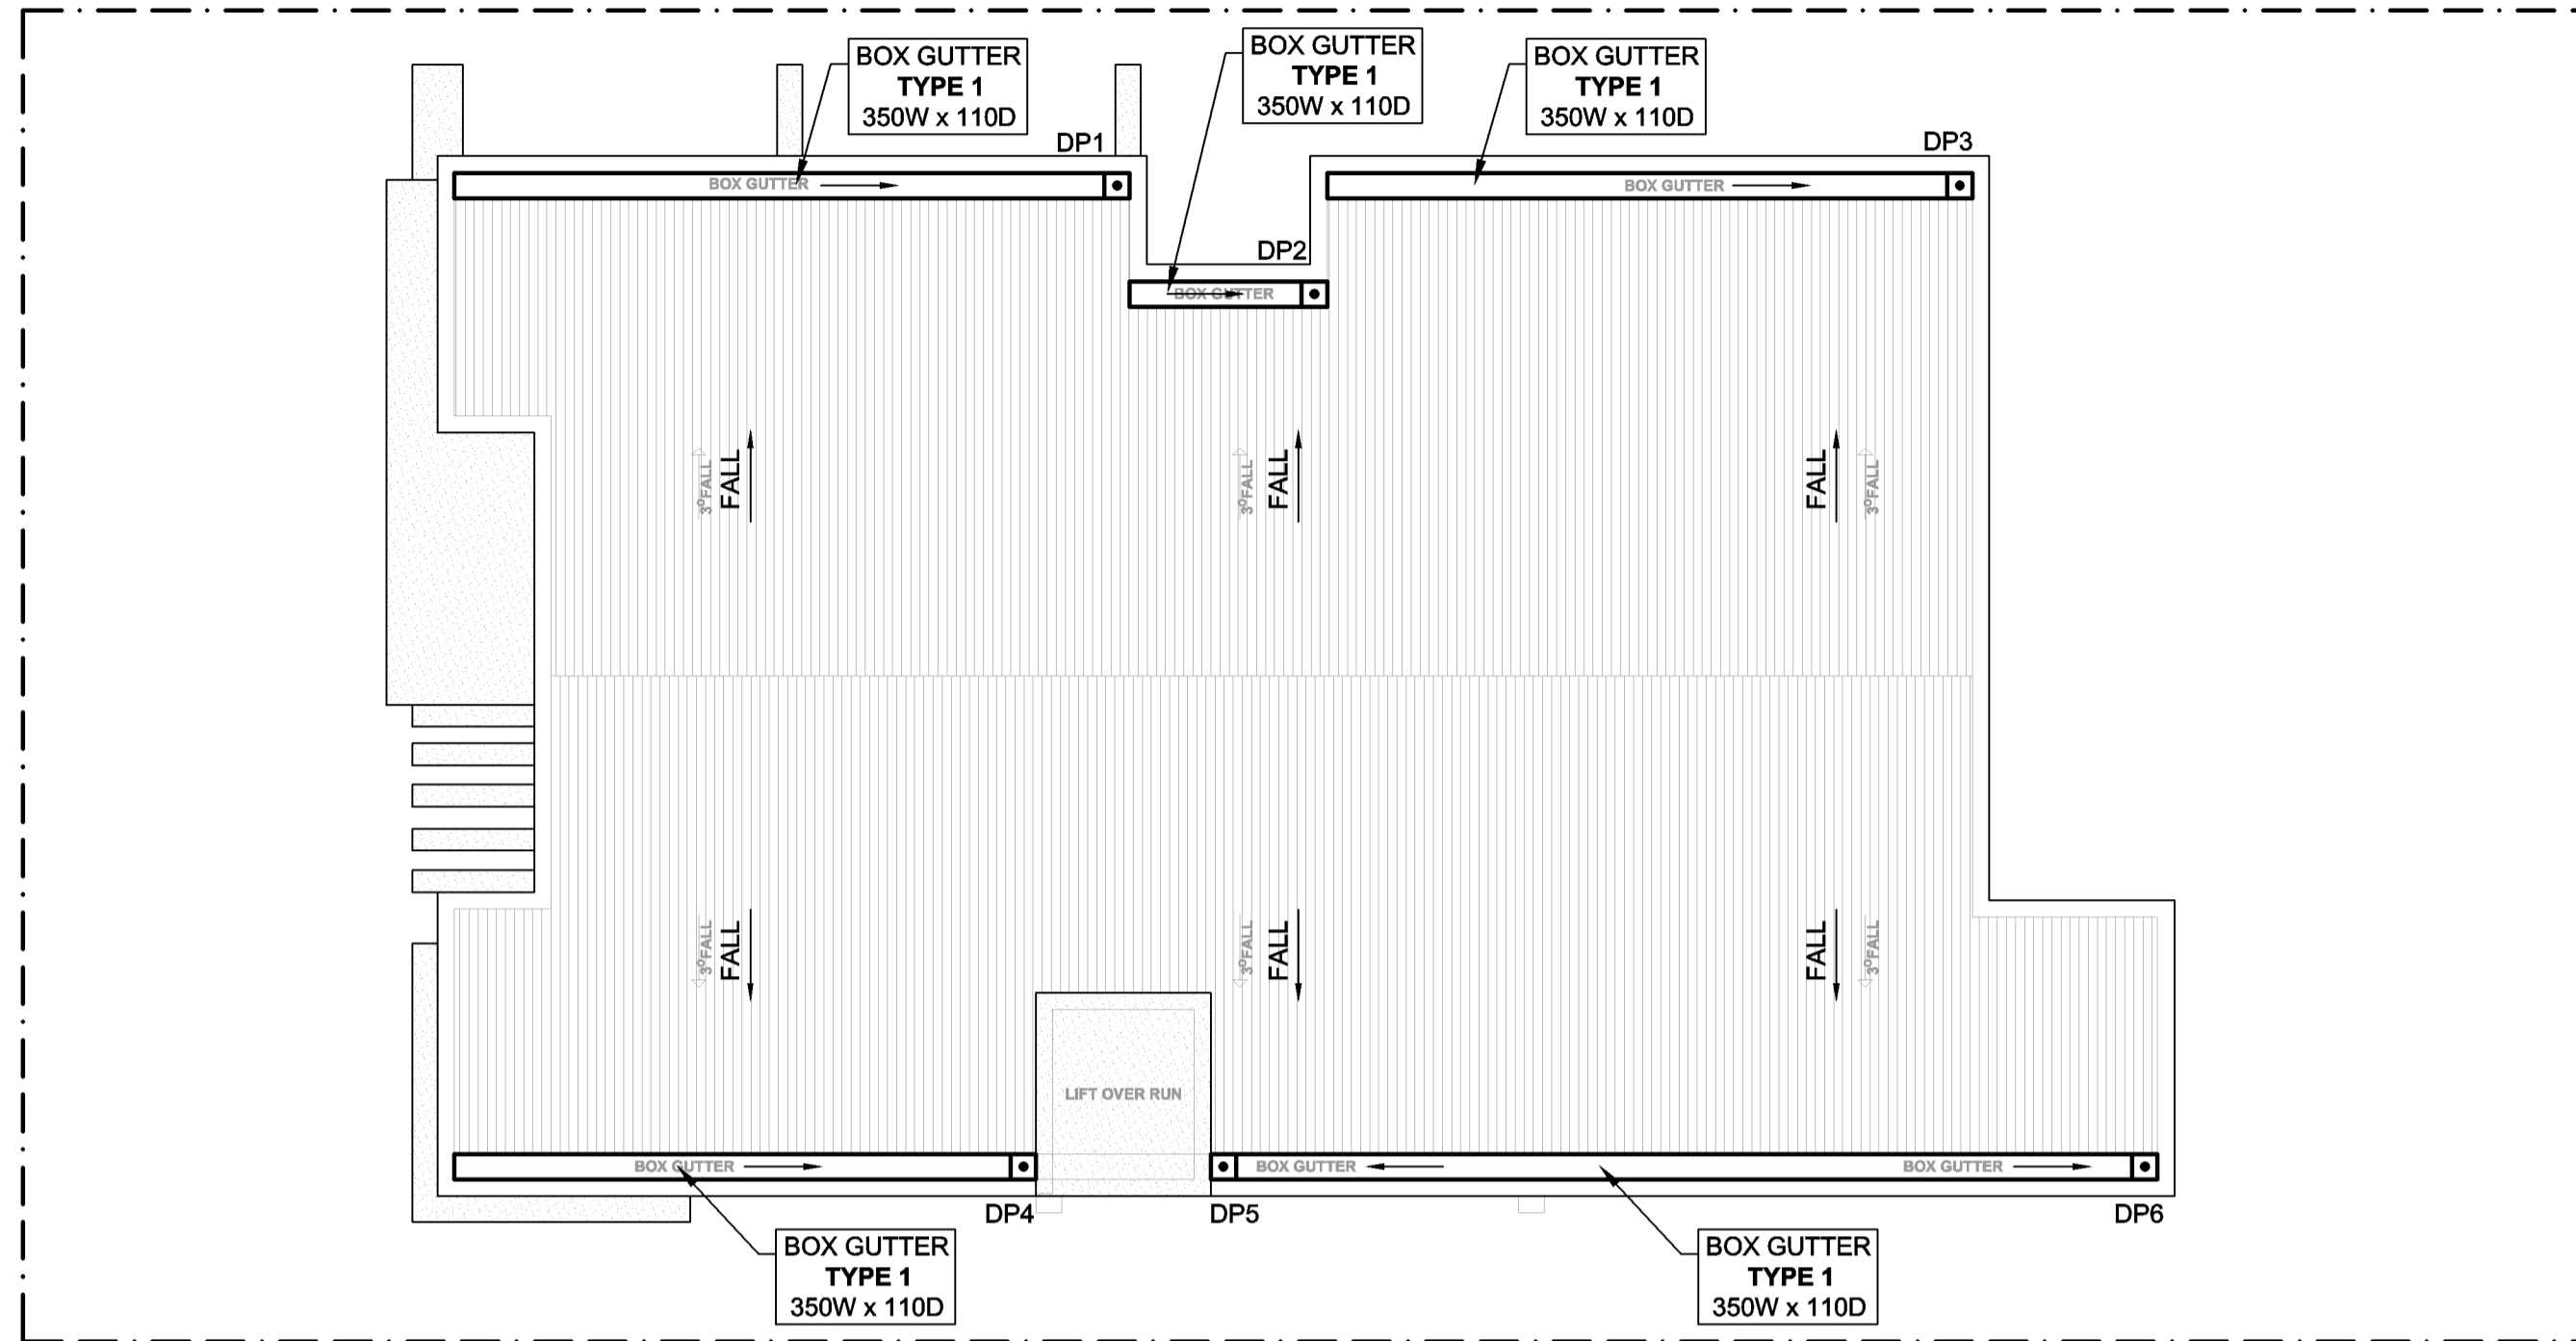 BOX GUTTER
TYPE 1
350W x 110D
BOX GUTTER
TYPE 1
350W x 110D
BOX GUTTER
TYPE 1
350W x 110D
DP1
DP3
BOX GUTTER
BOX GUTTER
DP2
BOX GUTTER
3°FALL
FALL
3°FALL
FALL
FALL
3°FALL
3°FALL
FALL
3°FALL
FALL
FALL
3°FALL
LIFT OVER RUN
BOX GUTTER
BOX GUTTER
BOX GUTTER
DP4
DP5
DP6
BOX GUTTER
TYPE 1
350W x 110D
BOX GUTTER
TYPE 1
350W x 110D